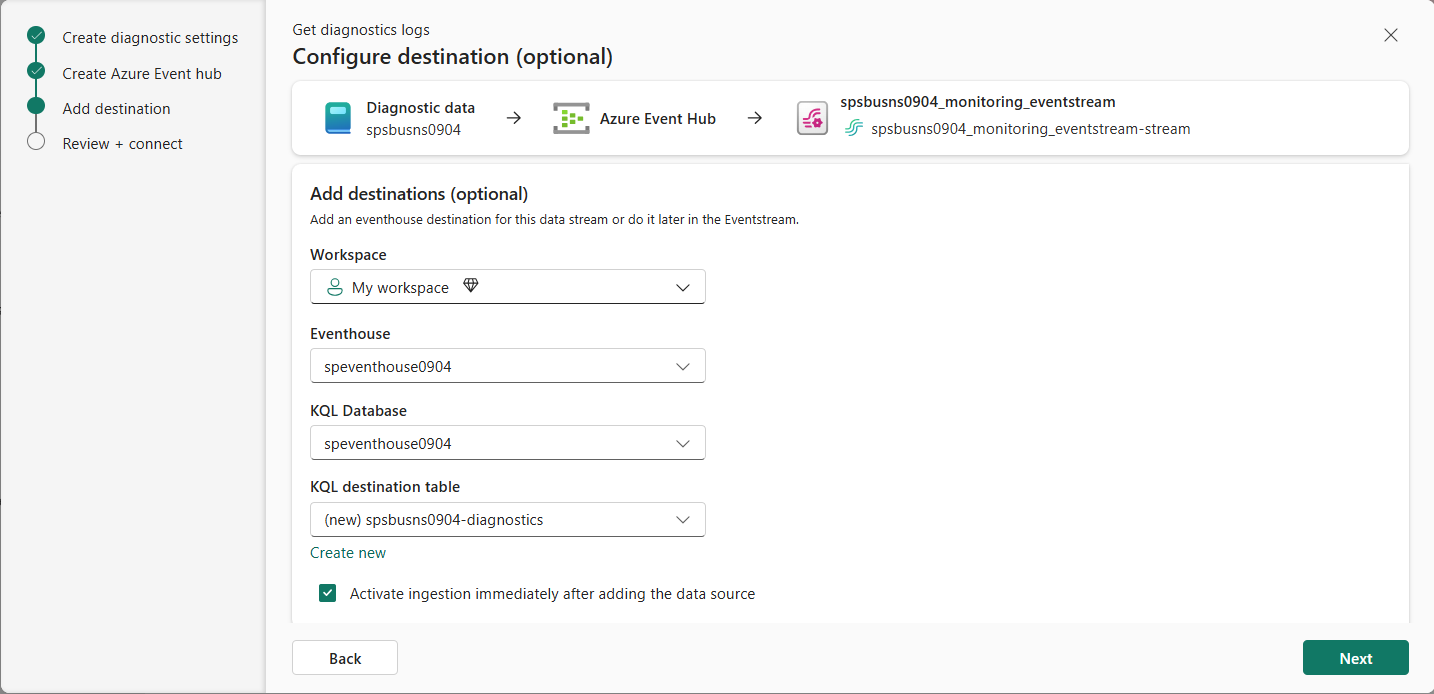 Create diagnostic settings
Create Azure Event hub
Add destination
Review + connect
Get diagnostics logs
Configure destination (optional)
Diagnostic data
spsbusns0904
Azure Event Hub
spsbusns0904_monitoring_eventstream
spsbusns0904_monitoring_eventstream-stream
Add destinations (optional)
Add an eventhouse destination for this data stream or do it later in the Eventstream.
Workspace
My workspace
Eventhouse
speventhouse0904
KQL Database
speventhouse0904
KQL destination table
(new) spsbusns0904-diagnostics
Create new
Activate ingestion immediately after adding the data source
Back
Next